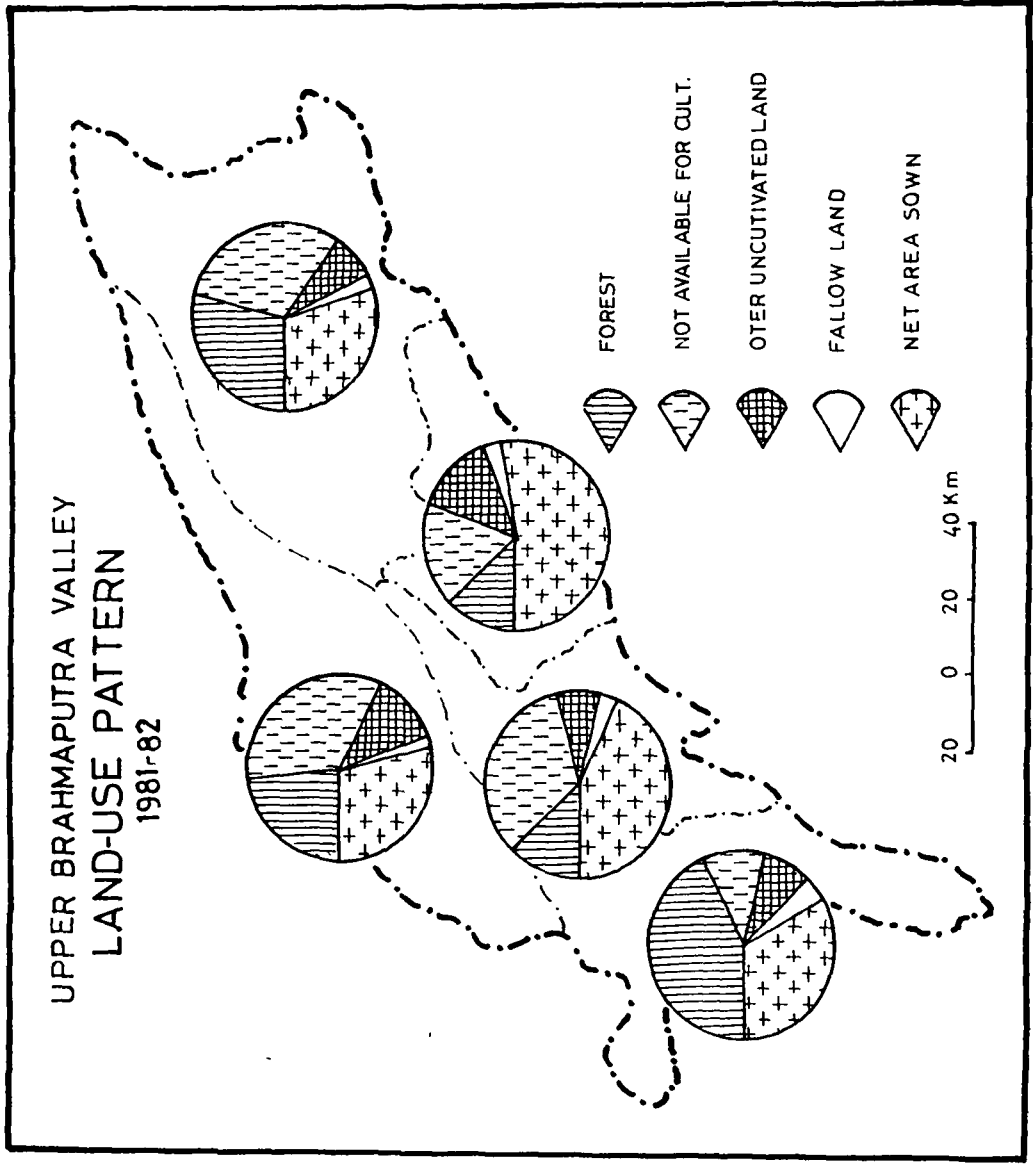 UPPER BRAHMAPUTRA VALLEY
LAND-USE PATTERN
1981-82
FOREST
NOT AVAILABLE FOR CULT.
OTER UNCUTIVATED LAND
FALLOW LAND
NET AREA SOWN
20 0 20 40 Km